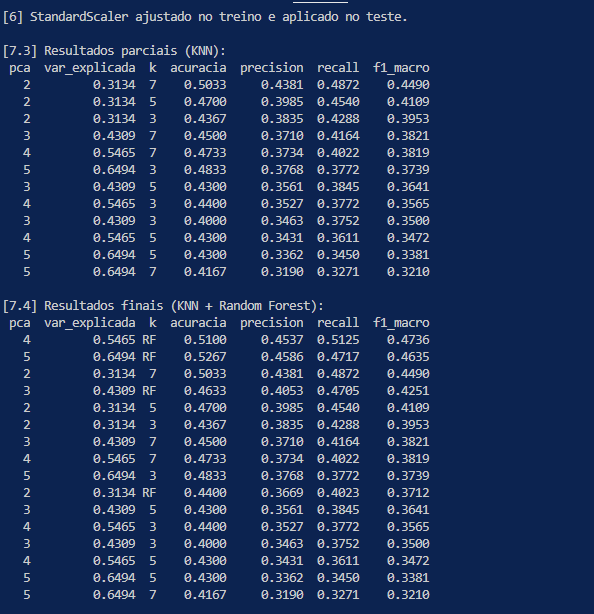 [6] StandardScaler ajustado no treino e aplicado no teste.
[7.3] Resultados parciais (KNN):
pca var_explicada k acuracia precision recall f1_macro
2 0.3134 7 0.5033 0.4381 0.4872 0.4490
2 0.3134 5 0.4700 0.3985 0.4540 0.4109
2 0.3134 3 0.4367 0.3835 0.4288 0.3953
3 0.4309 7 0.4500 0.3710 0.4164 0.3821
4 0.5465 7 0.4733 0.3734 0.4022 0.3819
5 0.6494 3 0.4833 0.3768 0.3772 0.3739
3 0.4309 5 0.4300 0.3561 0.3845 0.3641
4 0.5465 3 0.4400 0.3527 0.3772 0.3565
3 0.4309 3 0.4000 0.3463 0.3752 0.3500
4 0.5465 5 0.4300 0.3431 0.3611 0.3472
5 0.6494 5 0.4300 0.3362 0.3450 0.3381
5 0.6494 7 0.4167 0.3190 0.3271 0.3210
[7.4] Resultados finais (KNN + Random Forest):
pca var_explicada k acuracia precision recall f1_macro
4 0.5465 RF 0.5100 0.4537 0.5125 0.4736
5 0.6494 RF 0.5267 0.4586 0.4717 0.4635
2 0.3134 7 0.5033 0.4381 0.4872 0.4490
3 0.4309 RF 0.4633 0.4053 0.4705 0.4251
2 0.3134 5 0.4700 0.3985 0.4540 0.4109
2 0.3134 3 0.4367 0.3835 0.4288 0.3953
3 0.4309 7 0.4500 0.3710 0.4164 0.3821
4 0.5465 7 0.4733 0.3734 0.4022 0.3819
5 0.6494 3 0.4833 0.3768 0.3772 0.3739
2 0.3134 RF 0.4400 0.3669 0.4023 0.3712
3 0.4309 5 0.4300 0.3561 0.3845 0.3641
4 0.5465 3 0.4400 0.3527 0.3772 0.3565
3 0.4309 3 0.4000 0.3463 0.3752 0.3500
4 0.5465 5 0.4300 0.3431 0.3611 0.3472
5 0.6494 5 0.4300 0.3362 0.3450 0.3381
5 0.6494 7 0.4167 0.3190 0.3271 0.3210